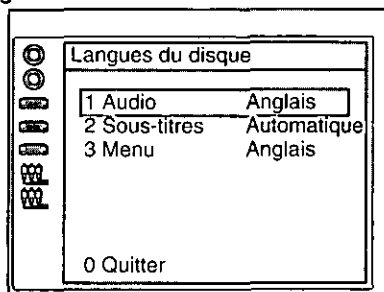 Langues du disque
1 Audio Anglais
2 Sous-titres Automatique
3 Menu Anglais
0 Quitter